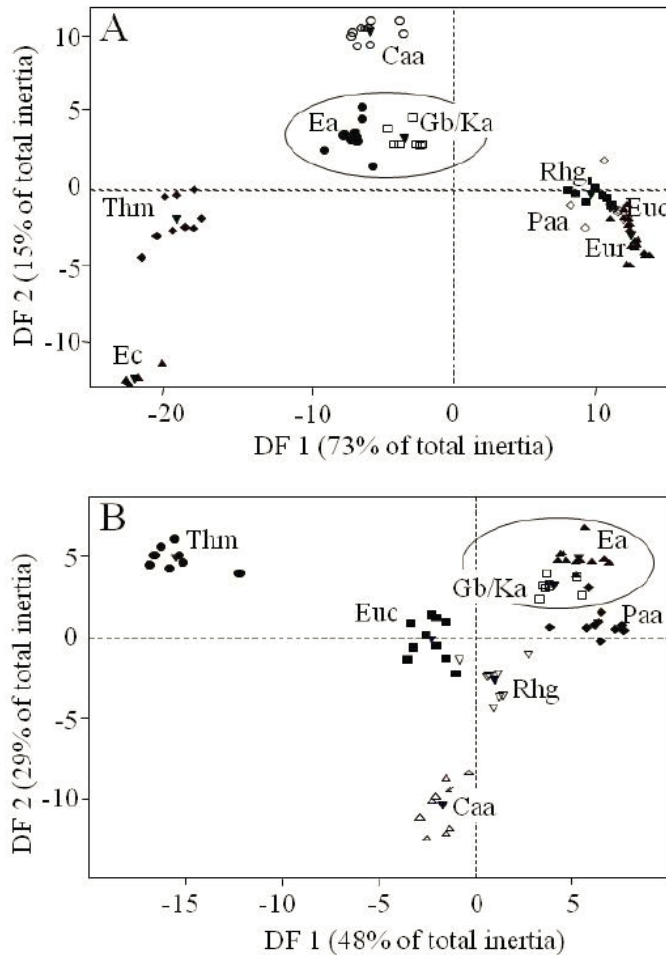 A
10
5
0
-5
-10
DF 2 (15% of total inertia)
Caa
Ea
Gb/Ka
Thm
Ec
Rhg
Paa
Euc
Eur
-20
-10
0
10
DF 1 (73% of total inertia)
B
5
0
-5
-10
DF 2 (29% of total inertia)
Thm
Ea
Gb/Ka
Euc
Paa
Rhg
Caa
-15
-10
-5
0
5
DF 1 (48% of total inertia)